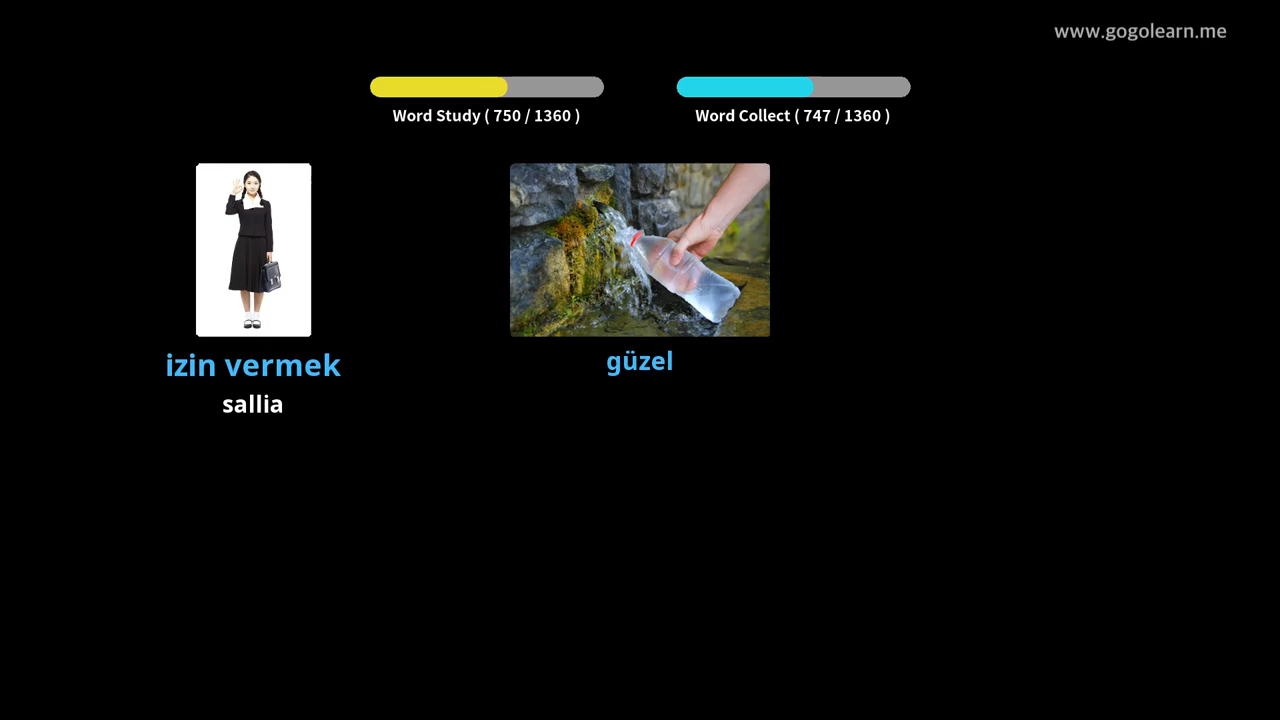 www.gogolearn.me
Word Study ( 750 / 1360 )
Word Collect ( 747 / 1360 )
izin vermek
sallia
güzel